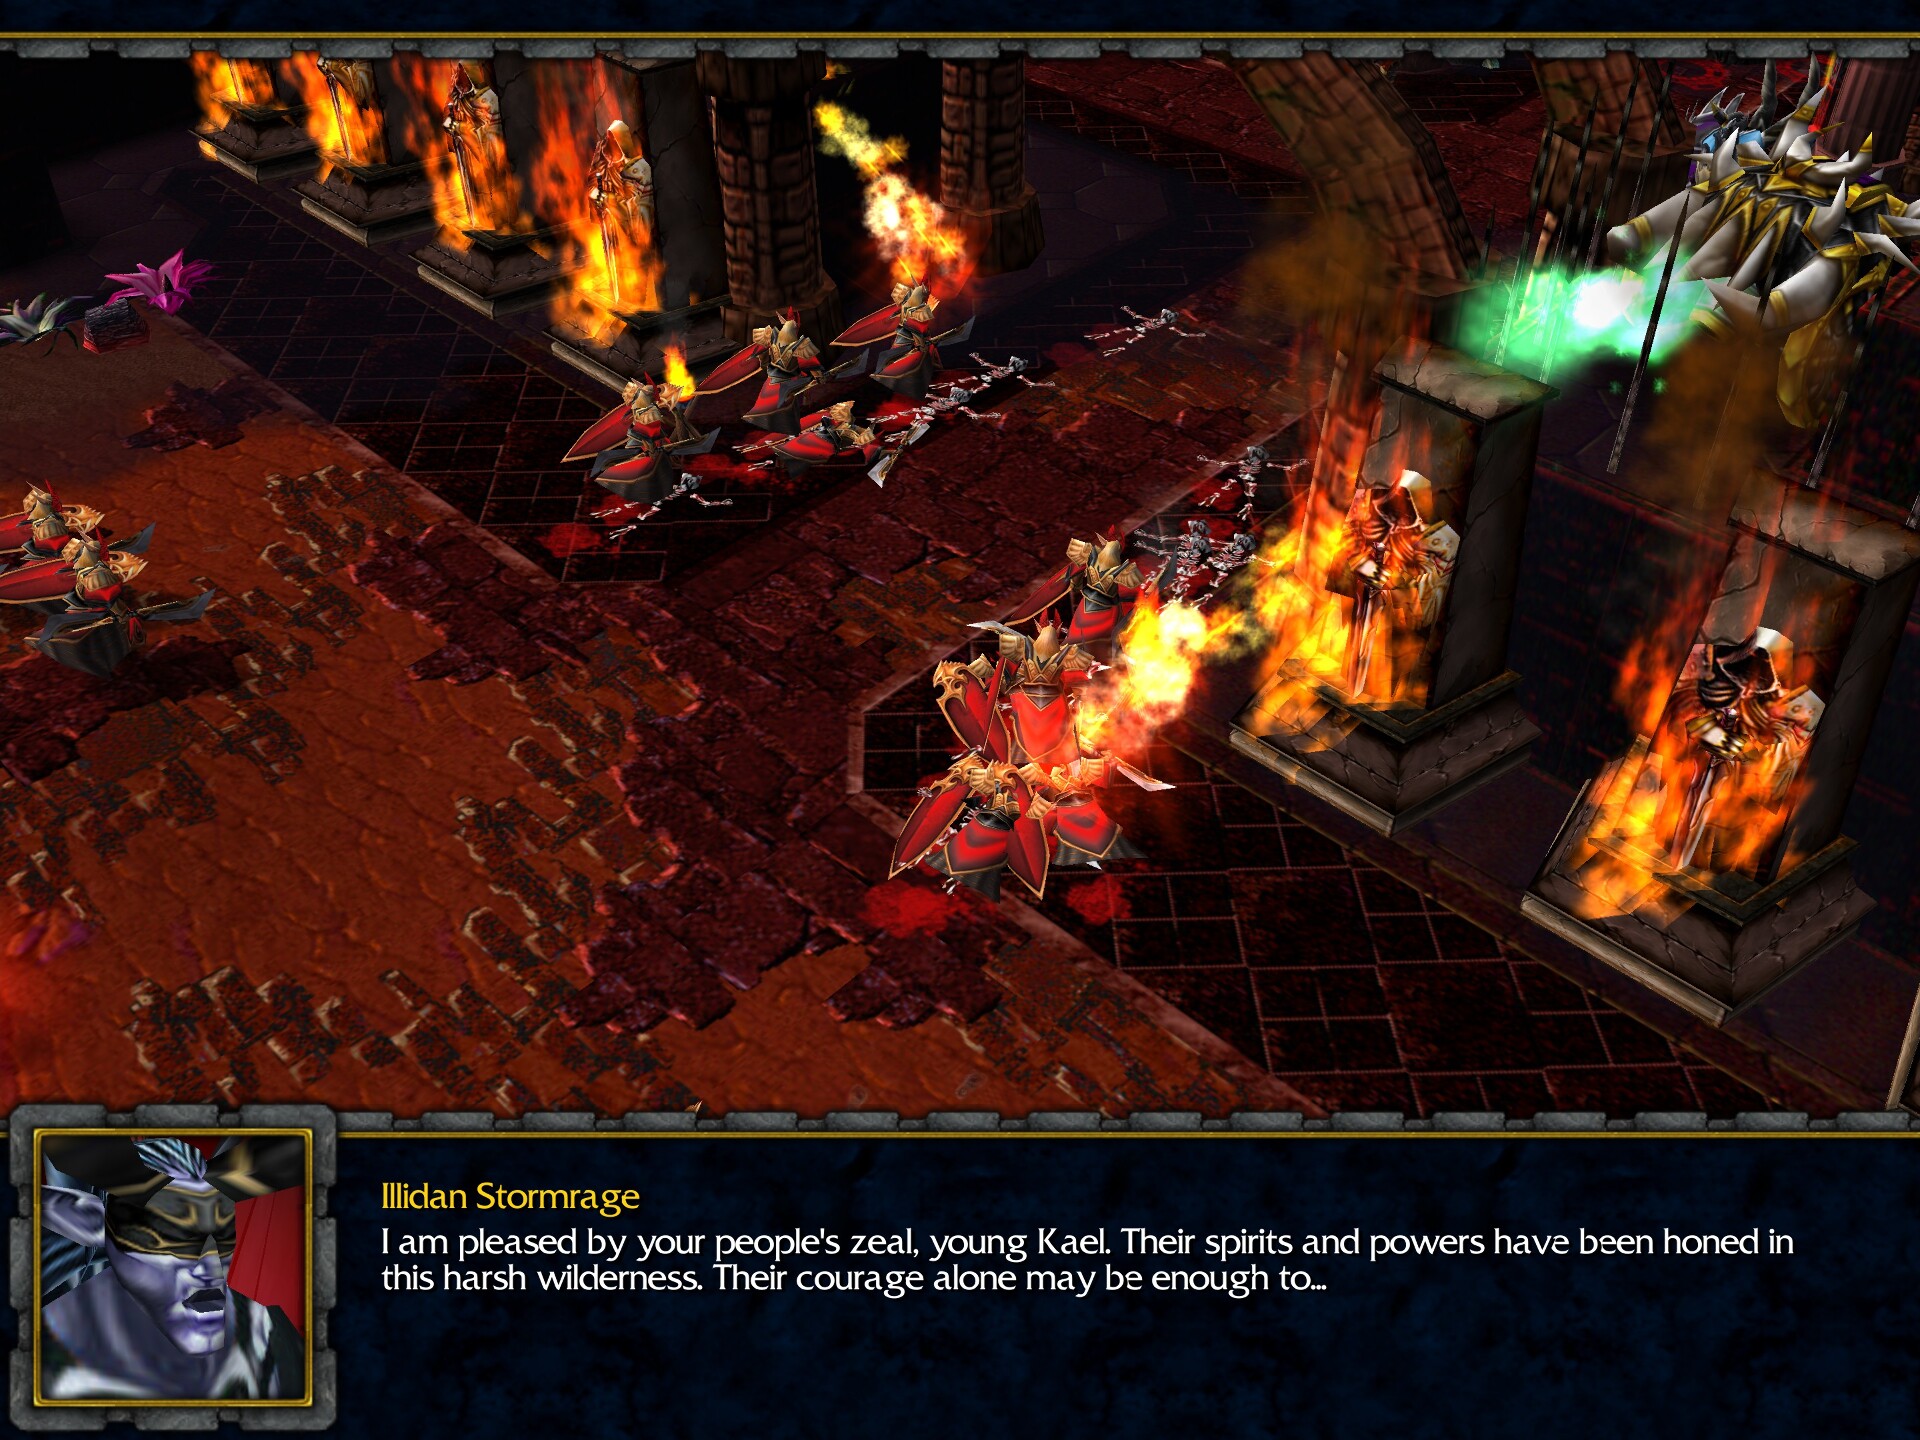 Illidan Stormrage
I am pleased by your people's zeal, young Kael. Their spirits and powers have been honed in
this harsh wilderness. Their courage alone may be enough to...